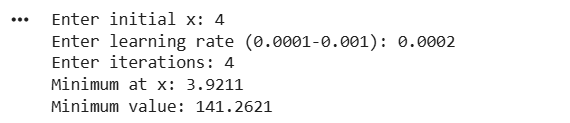 ••• Enter initial x: 4
Enter learning rate (0.0001-0.001): 0.0002
Enter iterations: 4
Minimum at x: 3.9211
Minimum value: 141.2621